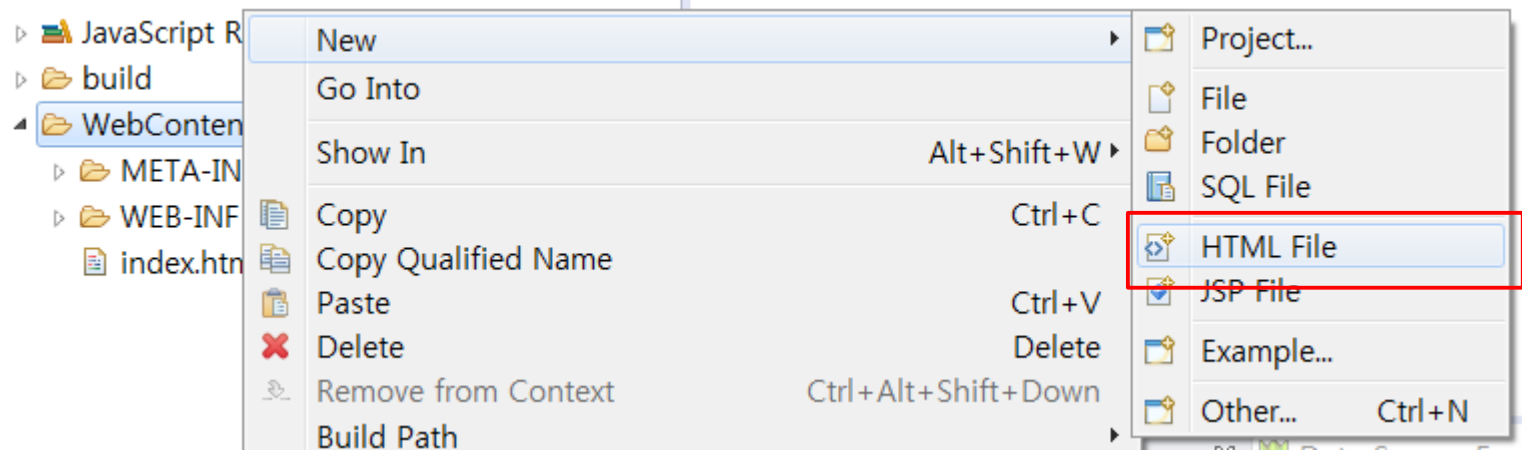 JavaScript R
build
WebConten
META-IN
WEB-INF
index.htm
New
Go Into
Show In Alt+Shift+W
Copy Ctrl+C
Copy Qualified Name
Paste Ctrl+V
Delete Delete
Remove from Context Ctrl+Alt+Shift+Down
Build Path
Project...
File
Folder
SQL File
HTML File
JSP File
Example...
Other... Ctrl+N